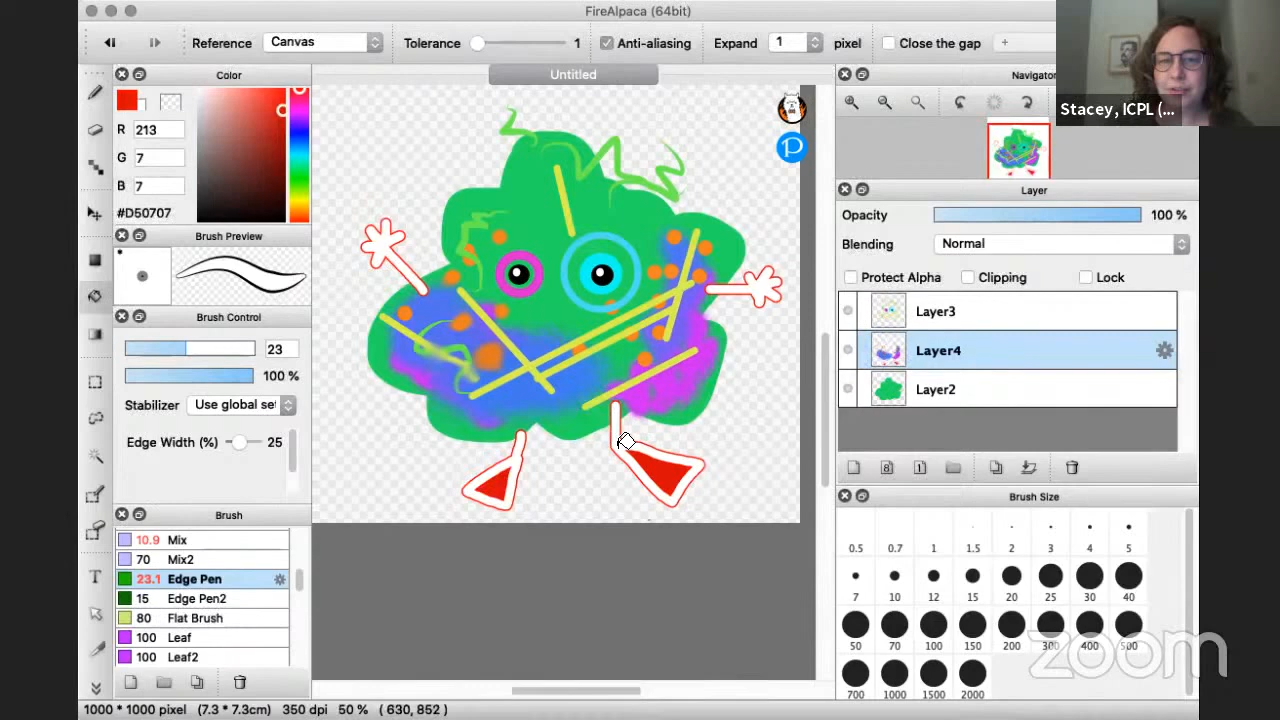 FireAlpaca (64bit)
Reference Canvas Tolerance 1 Anti-aliasing Expand 1 pixel Close the gap +
Untitled
Color
R 213
G 7
B 7
#D50707
Brush Preview
Brush Control
23
100 %
Stabilizer Use global set
Edge Width (%) 25
Brush
10.9 Mix
70 Mix2
23.1 Edge Pen
15 Edge Pen2
80 Flat Brush
100 Leaf
100 Leaf2
T
P
Navigator
Stacey, ICPL (...
Layer
Opacity 100 %
Blending Normal
Protect Alpha Clipping Lock
Layer3
Layer4
Layer2
8 1
Brush Size
0.5 0.7 1 1.5 2 3 4 5
7 10 12 15 20 25 30 40
50 70 100 150 200 300 400 500
700 1000 1500 2000
zoom
1000 * 1000 pixel (7.3 * 7.3cm) 350 dpi 50 % ( 630, 852 )